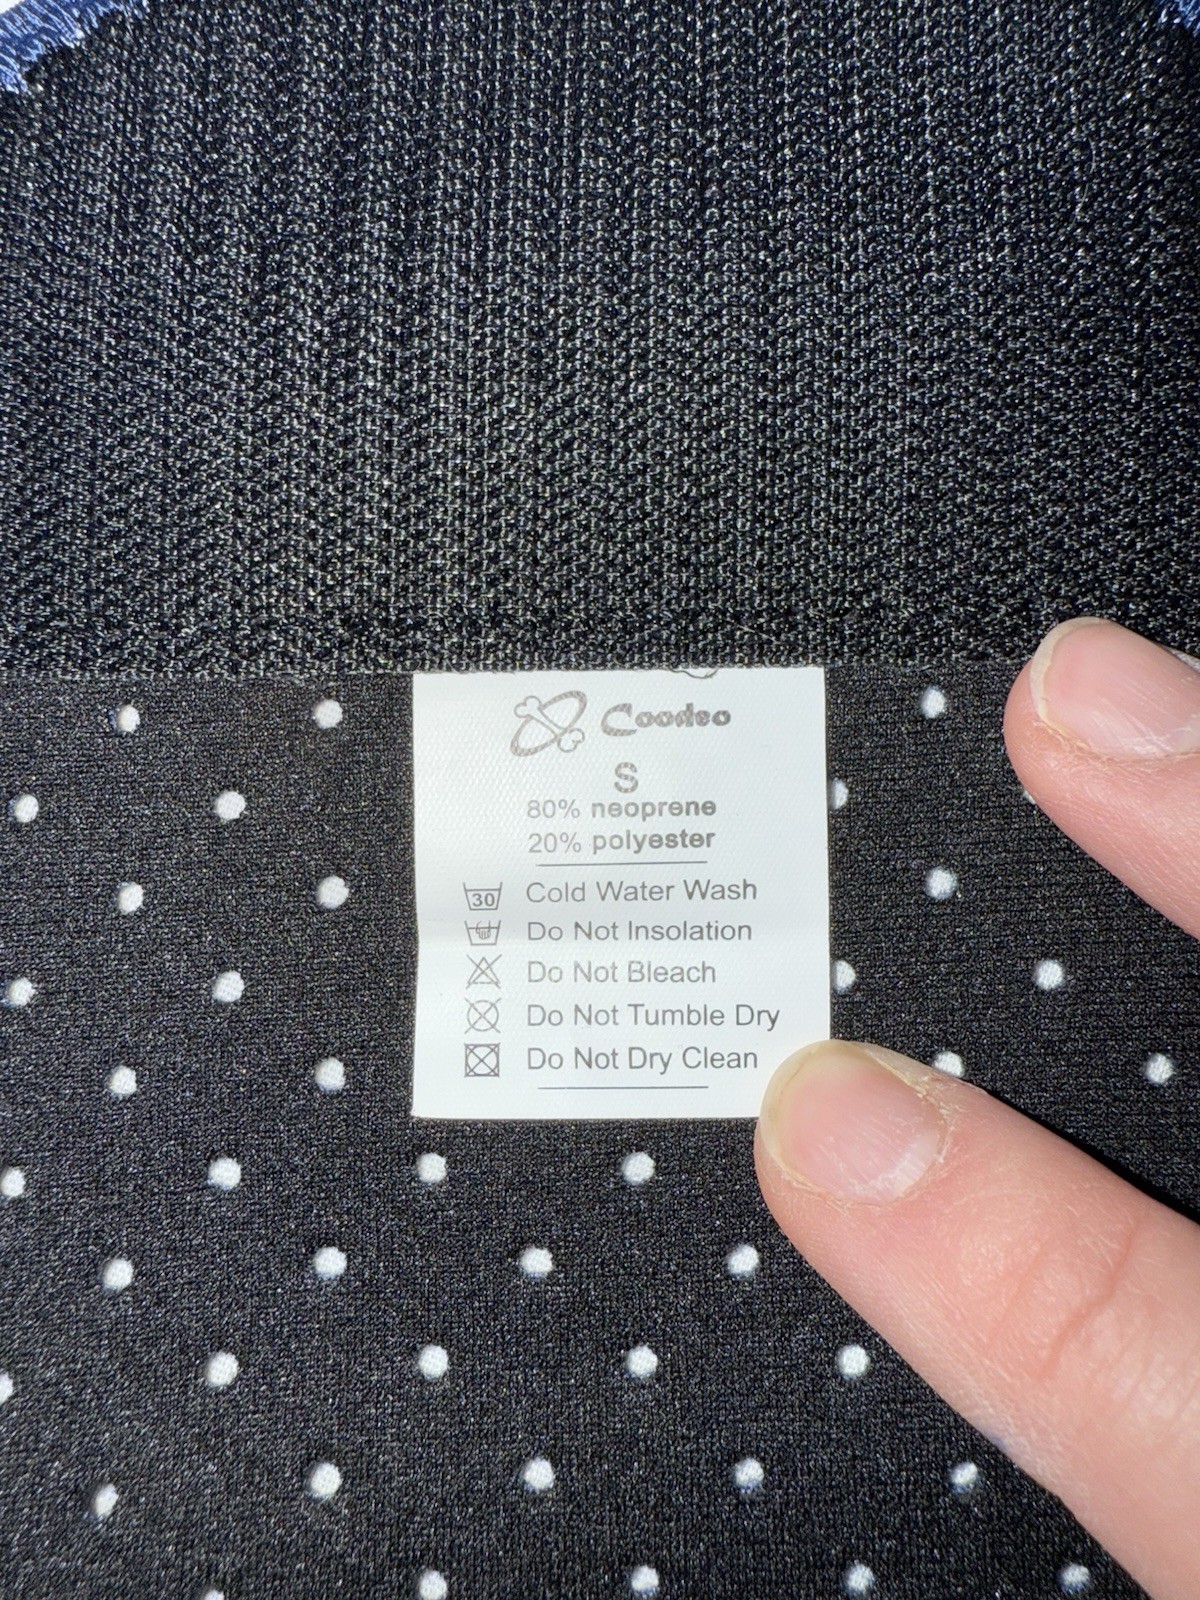 Coodeo
S
80% neoprene
20% polyester
30 Cold Water Wash
Do Not Insolation
Do Not Bleach
Do Not Tumble Dry
Do Not Dry Clean